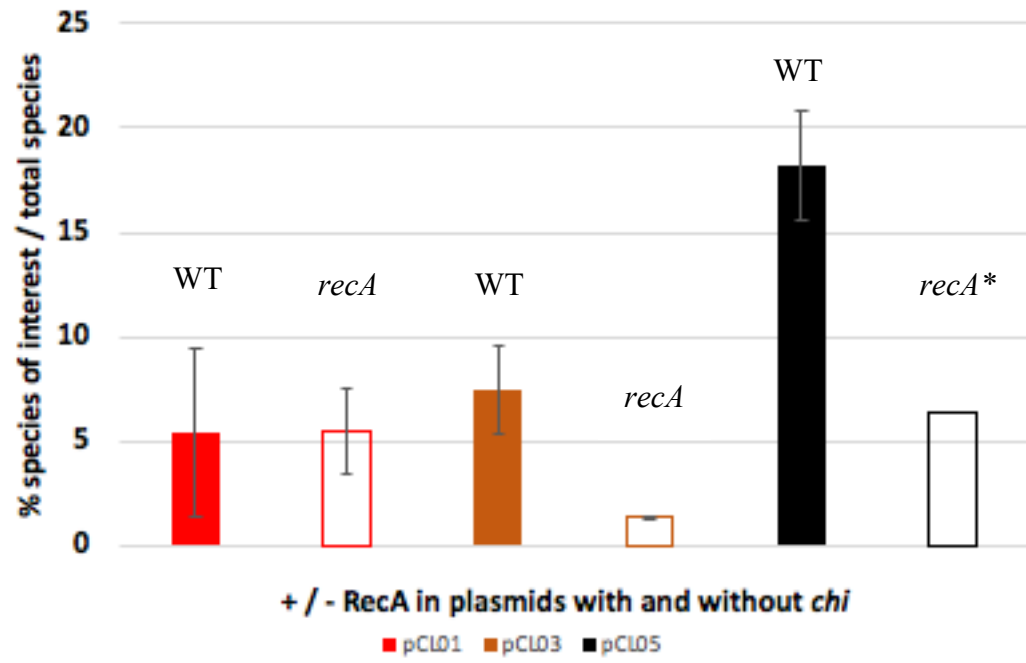 % species of interest / total species
25
20
15
10
5
0
WT
recA
WT
recA
WT
recA*
+ / - RecA in plasmids with and without chi
pCL01 pCL03 pCL05